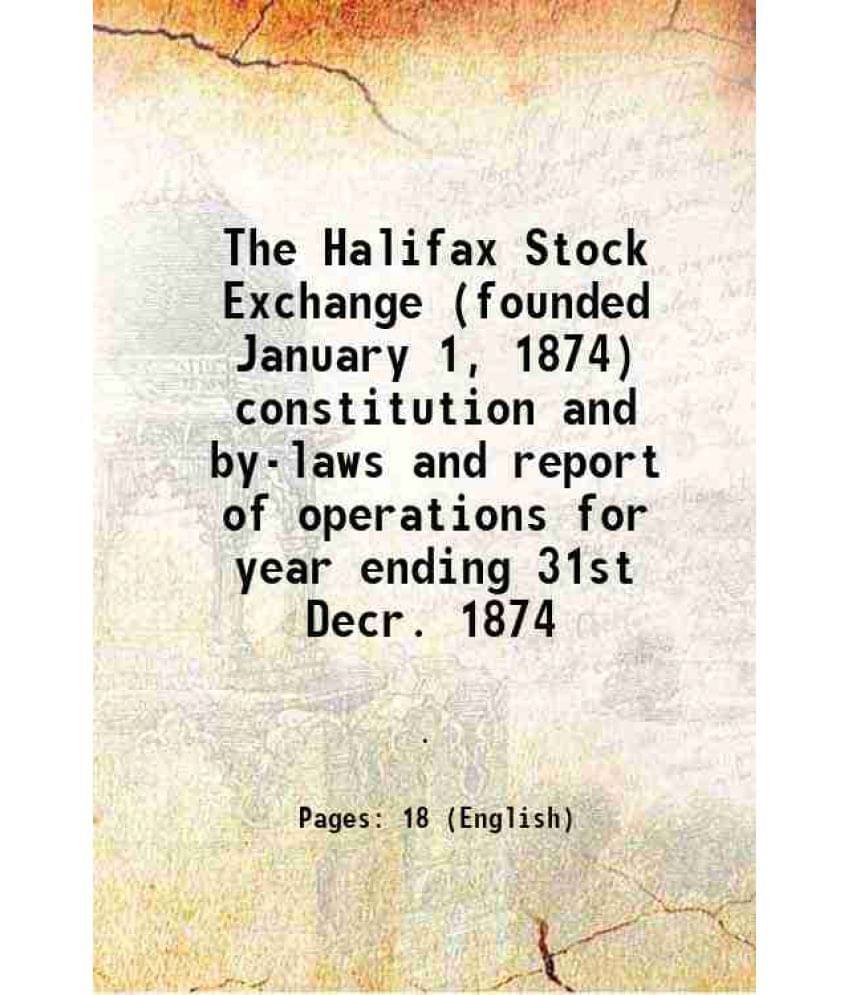 The Halifax Stock
Exchange (founded
January 1, 1874)
constitution and
by-laws and report
of operations for
year ending 31st
Decr. 1874
.
Pages: 18 (English)